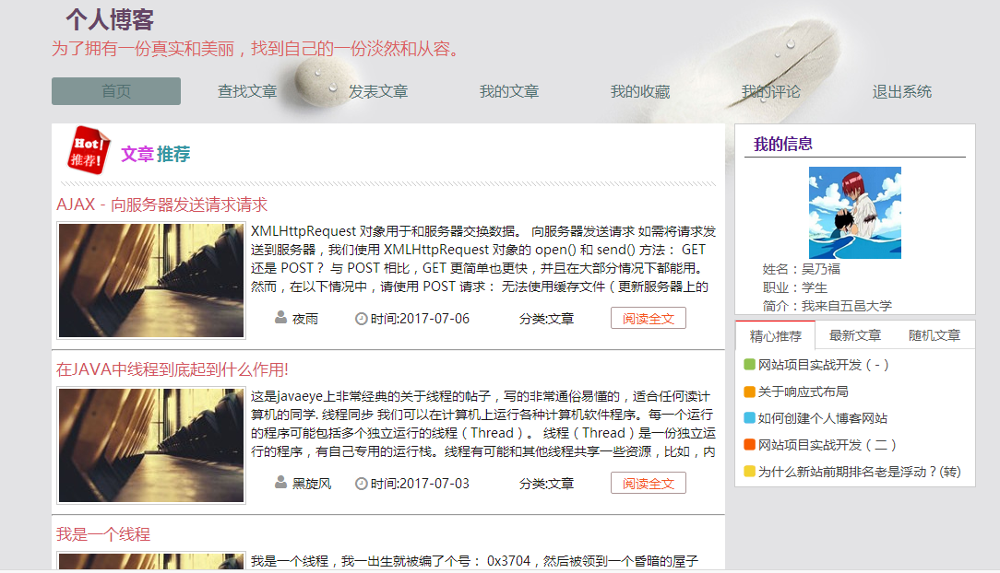 个人博客
为了拥有一份真实和美丽，找到自己的一份淡然和从容。
首页
查找文章
发表文章
我的文章
我的收藏
我的评论
退出系统
Hot!
推荐!
文章 推荐
AJAX - 向服务器发送请求请求
XMLHttpRequest 对象用于和服务器交换数据。 向服务器发送请求 如需将请求发
送到服务器，我们使用 XMLHttpRequest 对象的 open() 和 send() 方法： GET
还是 POST？ 与 POST 相比，GET 更简单也更快，并且在大部分情况下都能用。
然而，在以下情况中，请使用 POST 请求： 无法使用缓存文件（更新服务器上的
夜雨 时间:2017-07-06 分类:文章 阅读全文
在JAVA中线程到底起到什么作用!
这是javaeye上非常经典的关于线程的帖子，写的非常通俗易懂的，适合任何读计
算机的同学. 线程同步 我们可以在计算机上运行各种计算机软件程序。每一个运行
的程序可能包括多个独立运行的线程（Thread）。 线程（Thread）是一份独立运
行的程序，有自己专用的运行栈。线程有可能和其他线程共享一些资源，比如，内
黑旋风 时间:2017-07-03 分类:文章 阅读全文
我是一个线程
我是一个线程，我一出生就被编了个号： 0x3704，然后被领到一个昏暗的屋子
我的信息
姓名：吴乃福
职业：学生
简介：我来自五邑大学
精心推荐 最新文章 随机文章
网站项目实战开发（-）
关于响应式布局
如何创建个人博客网站
网站项目实战开发（二）
为什么新站前期排名老是浮动？(转)